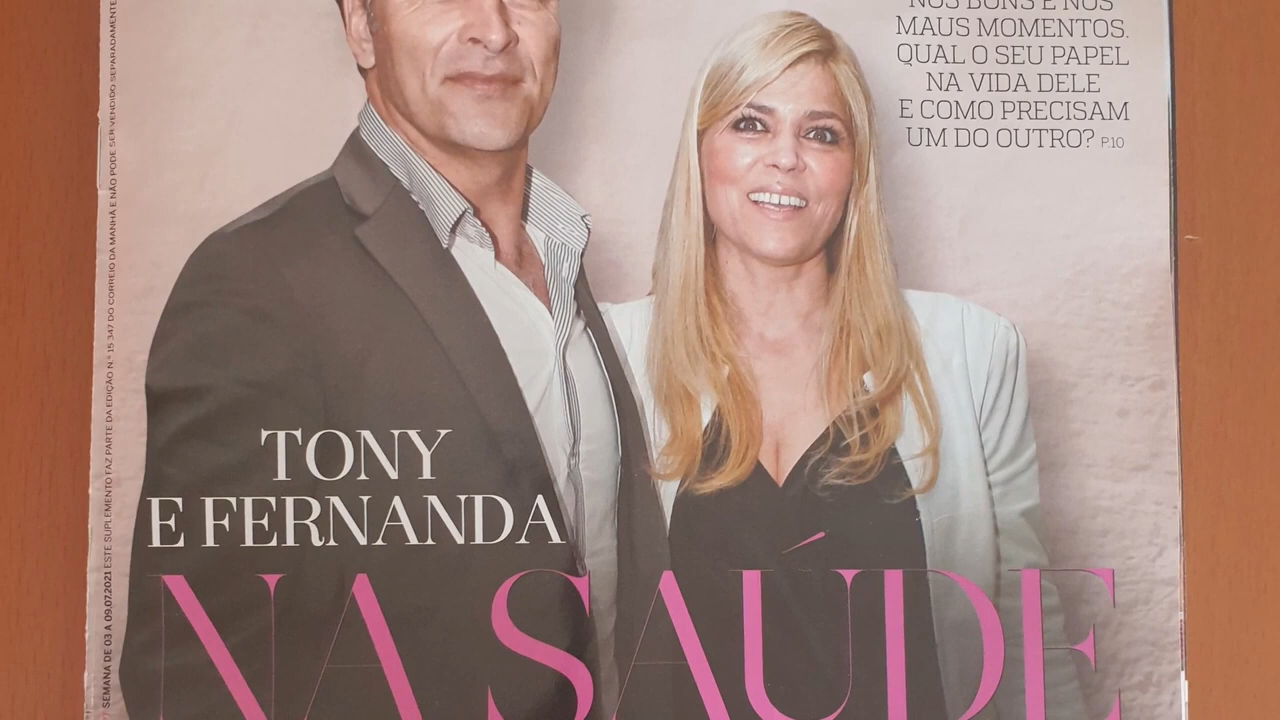 NOS BONS E NOS
MAUS MOMENTOS.
QUAL O SEU PAPEL
NA VIDA DELE
E COMO PRECISAM
UM DO OUTRO? P.10
TONY
E FERNANDA
NA SAÚDE
SEMANA DE 03 A 09.07.2021 ESTE SUPLEMENTO FAZ PARTE DA EDIÇÃO N.º 15 347 DO CORREIO DA MANHÃ E NÃO PODE SER VENDIDO SEPARADAMENTE